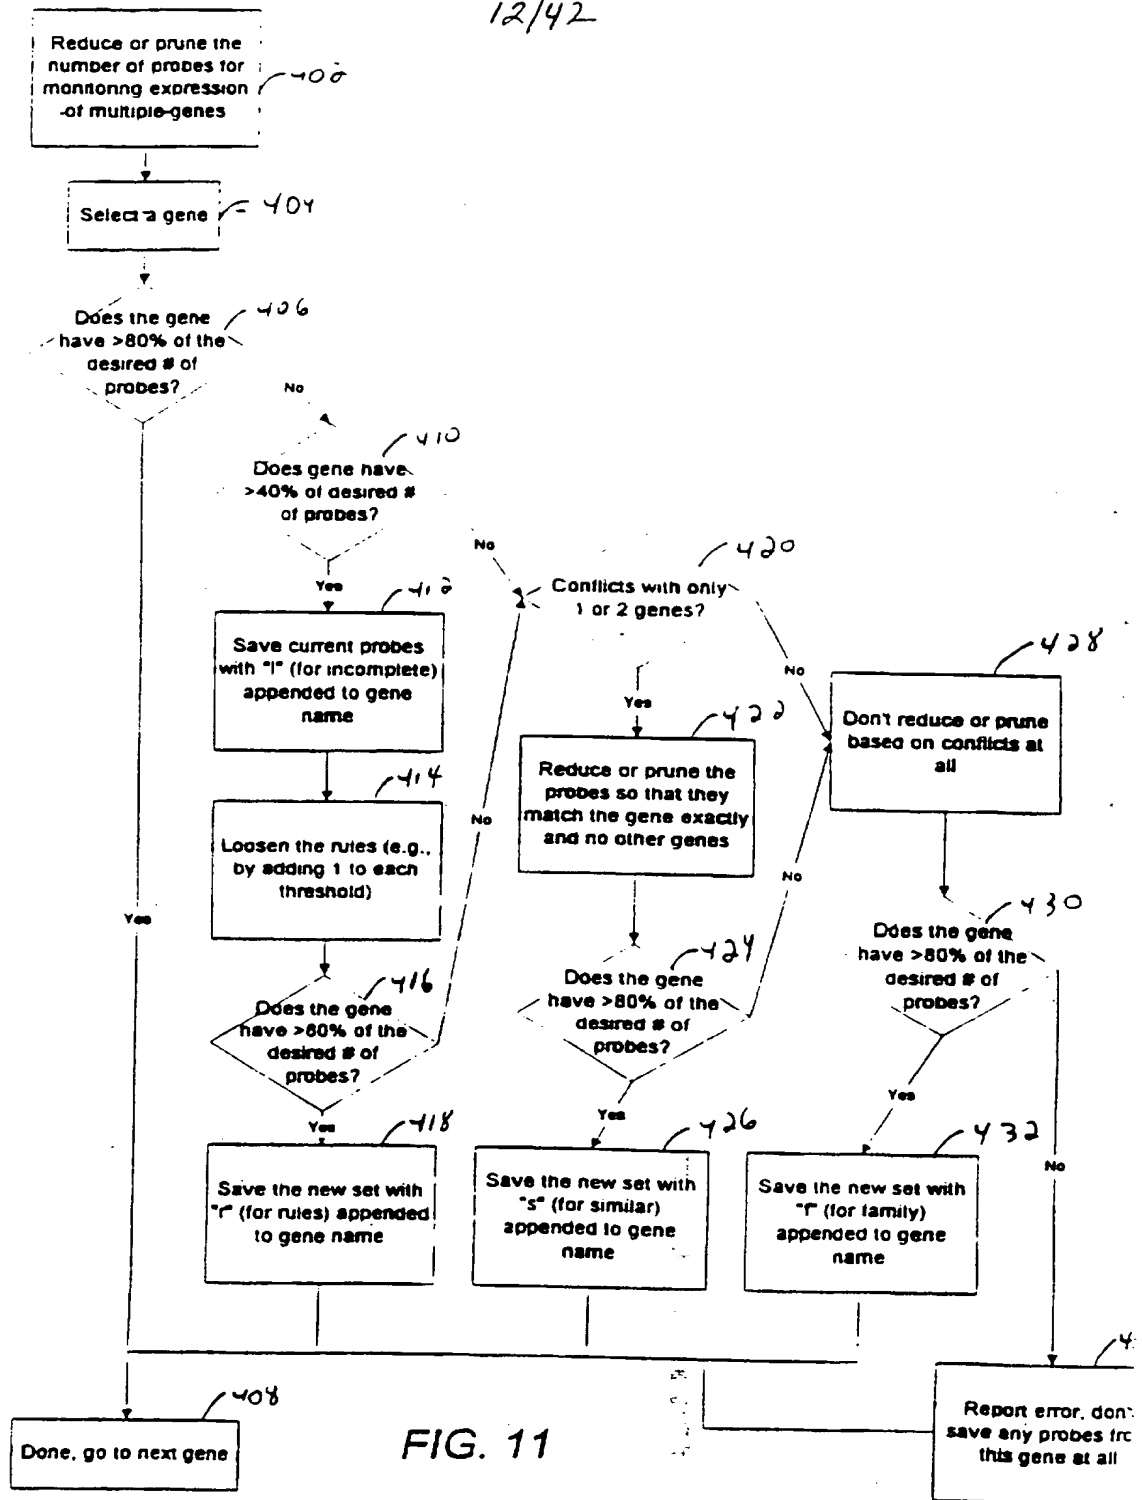 12/42
Reduce or prune the
number of probes for
monitoring expression
of multiple genes
Select a gene
404
Does the gene
have >80% of the
desired # of
probes?
406
No
Does gene have
>40% of desired #
of probes?
410
Yes
No
Save current probes
with "I" (for incomplete)
appended to gene
name
412
Loosen the rules (e.g.,
by adding 1 to each
threshold)
414
Does the gene
desired # of
probes?
416
No
Yes
Save the new set with
"r" (for rules) appended
to gene name
418
Conflicts with only
1 or 2 genes?
420
Yes
No
Reduce or prune the
probes so that they
match the gene exactly
and no other genes
422
Does the gene
have >80% of the
desired # of
probes?
424
No
Yes
Save the new set with
"s" (for similar)
appended to gene
name
426
Don't reduce or prune
based on conflicts at
all
428
Does the gene
have >80% of the
desired # of
probes?
430
Yes
No
Save the new set with
"f" (for family)
appended to gene
name
432
Yes
Done, go to next gene
408
Report error, don'
save any probes
this gene at all
FIG. 11